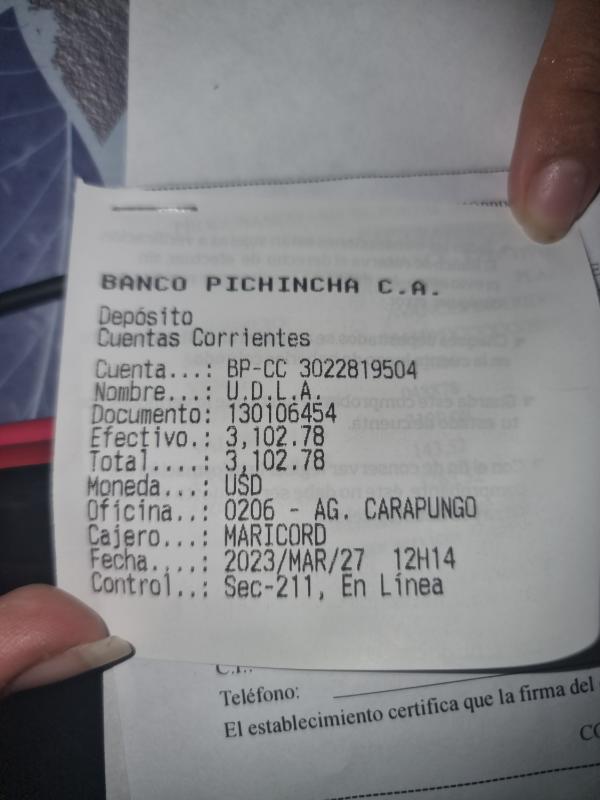 BANCO PICHINCHA C.A.
Depósito
Cuentas Corrientes
Cuenta...: BP-CC 3022819504
Nombre...: U.D.L.A.
Documento: 130106454
Efectivo.: 3,102.78
Total....: 3,102.78
Moneda...: USD
Oficina..: 0206 - AG. CARAPUNGO
Cajero...: MARICORD
Fecha....: 2023/MAR/27 12H14
Control..: Sec-211, En Línea
C.I.:
Teléfono:
El establecimiento certifica que la firma del